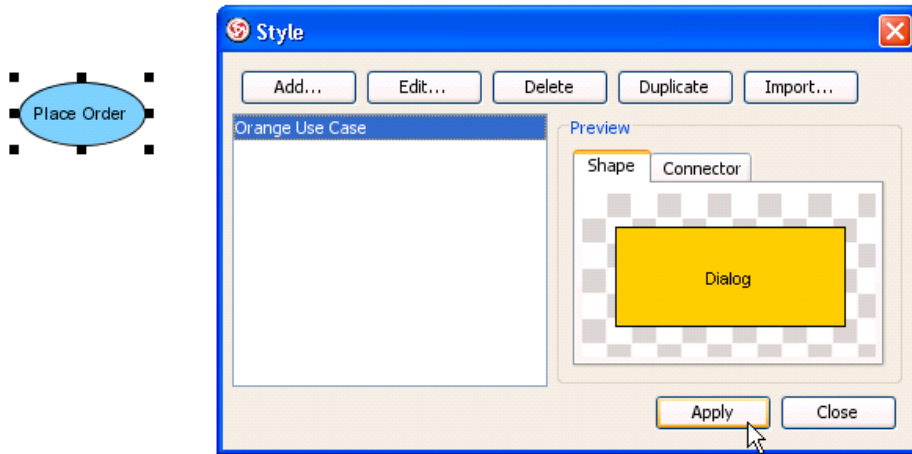 Style
Add... Edit... Delete Duplicate Import...
Place Order
Orange Use Case
Preview
Shape Connector
Dialog
Apply Close